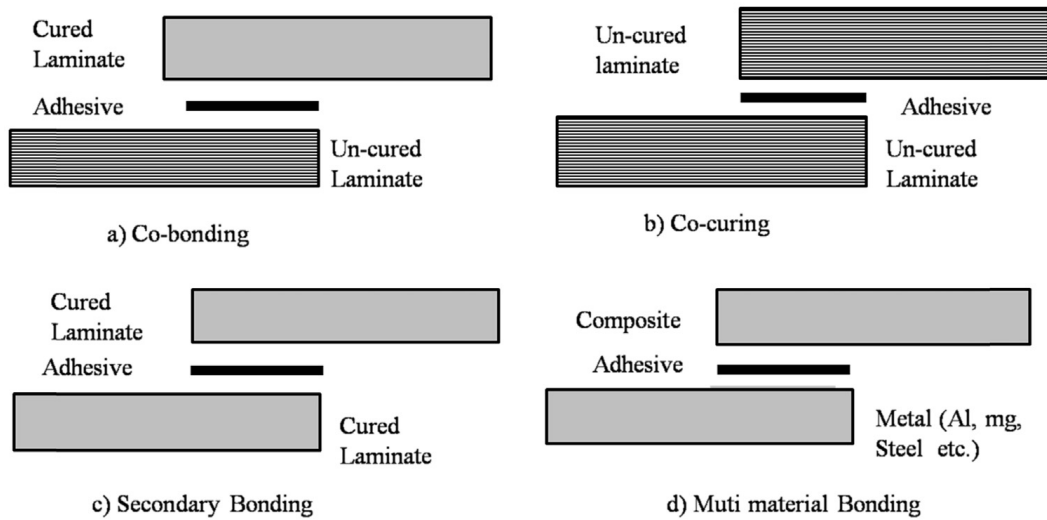 Cured
Laminate
Adhesive
Un-cured
Laminate
a) Co-bonding
Un-cured
laminate
Adhesive
Un-cured
Laminate
b) Co-curing
Cured
Laminate
Adhesive
Cured
Laminate
c) Secondary Bonding
Composite
Adhesive
Metal (Al, mg,
Steel etc.)
d) Muti material Bonding